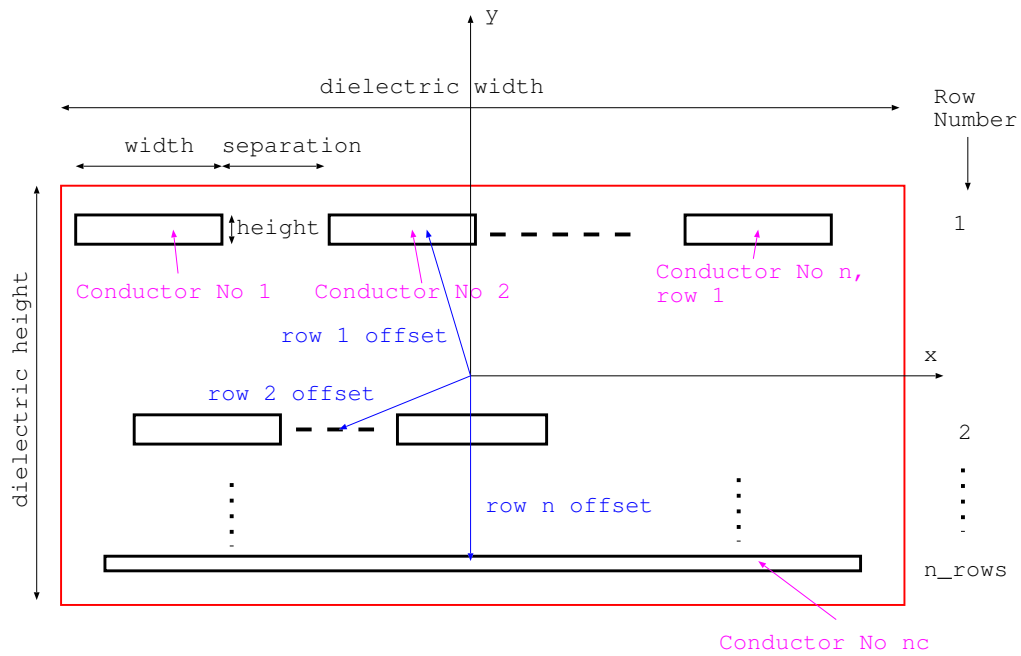 y
dielectric width
Row
Number
width
separation
height
1
Conductor No 1
Conductor No 2
Conductor No n,
row 1
row 1 offset
x
row 2 offset
dielectric height
2
row n offset
n_rows
Conductor No nc